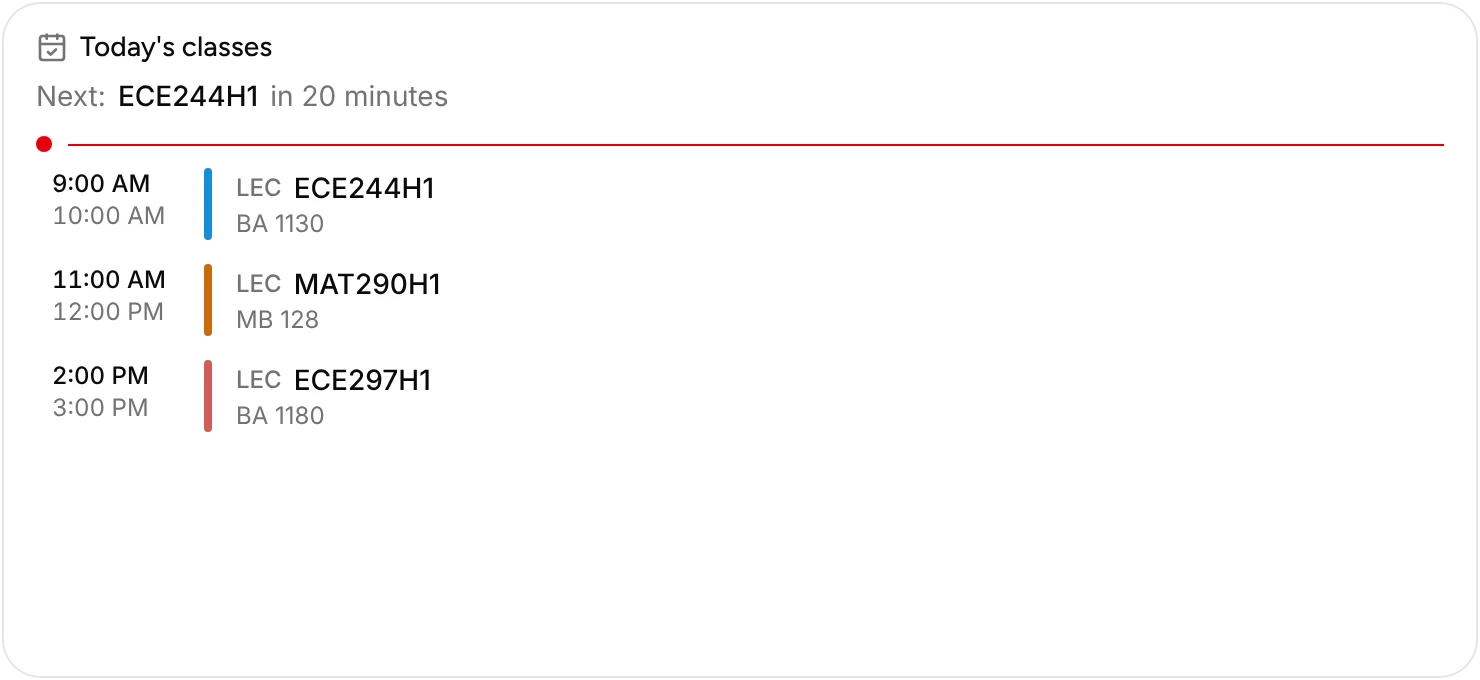 Today's classes
Next: ECE244H1 in 20 minutes
9:00 AM LEC ECE244H1
10:00 AM BA 1130
11:00 AM LEC MAT290H1
12:00 PM MB 128
2:00 PM LEC ECE297H1
3:00 PM BA 1180